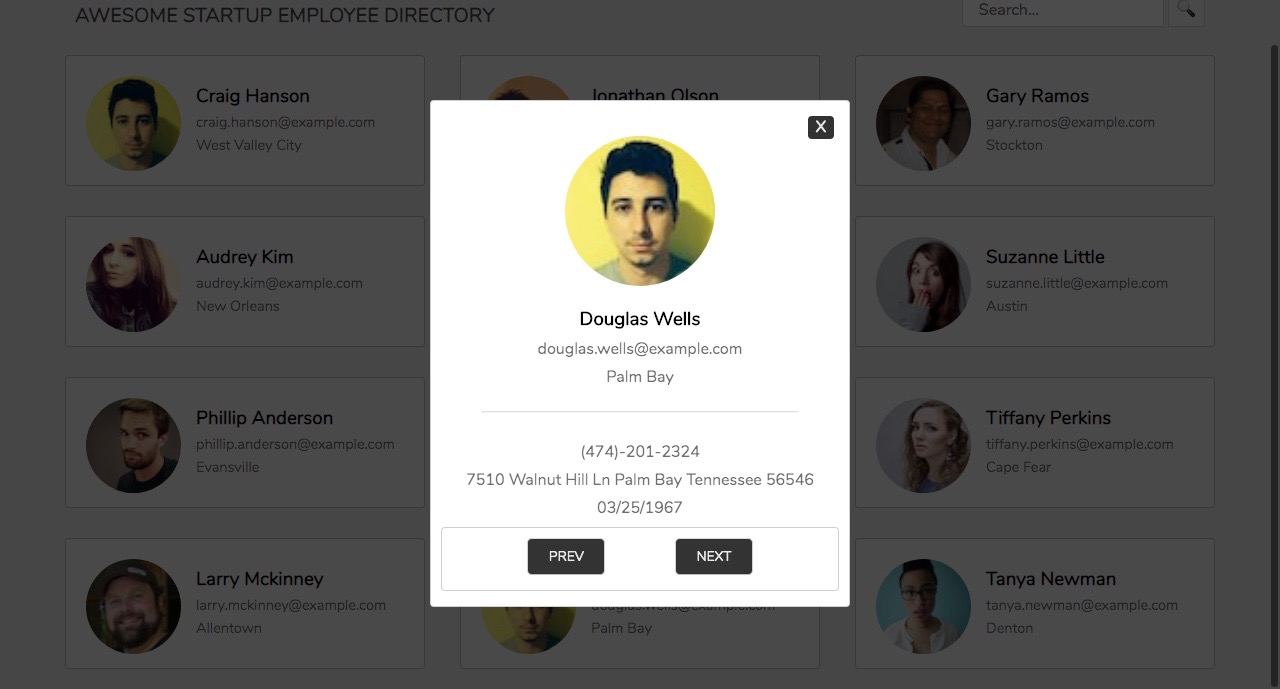 AWESOME STARTUP EMPLOYEE DIRECTORY
Search...
Craig Hanson
craig.hanson@example.com
West Valley City
Jonathan Olson
Gary Ramos
gary.ramos@example.com
Stockton
Audrey Kim
audrey.kim@example.com
New Orleans
Suzanne Little
suzanne.little@example.com
Austin
Phillip Anderson
phillip.anderson@example.com
Evansville
Tiffany Perkins
tiffany.perkins@example.com
Cape Fear
Larry Mckinney
larry.mckinney@example.com
Allentown
douglas.wells@example.com
Palm Bay
Tanya Newman
tanya.newman@example.com
Denton
X
Douglas Wells
douglas.wells@example.com
Palm Bay
(474)-201-2324
7510 Walnut Hill Ln Palm Bay Tennessee 56546
03/25/1967
PREV
NEXT